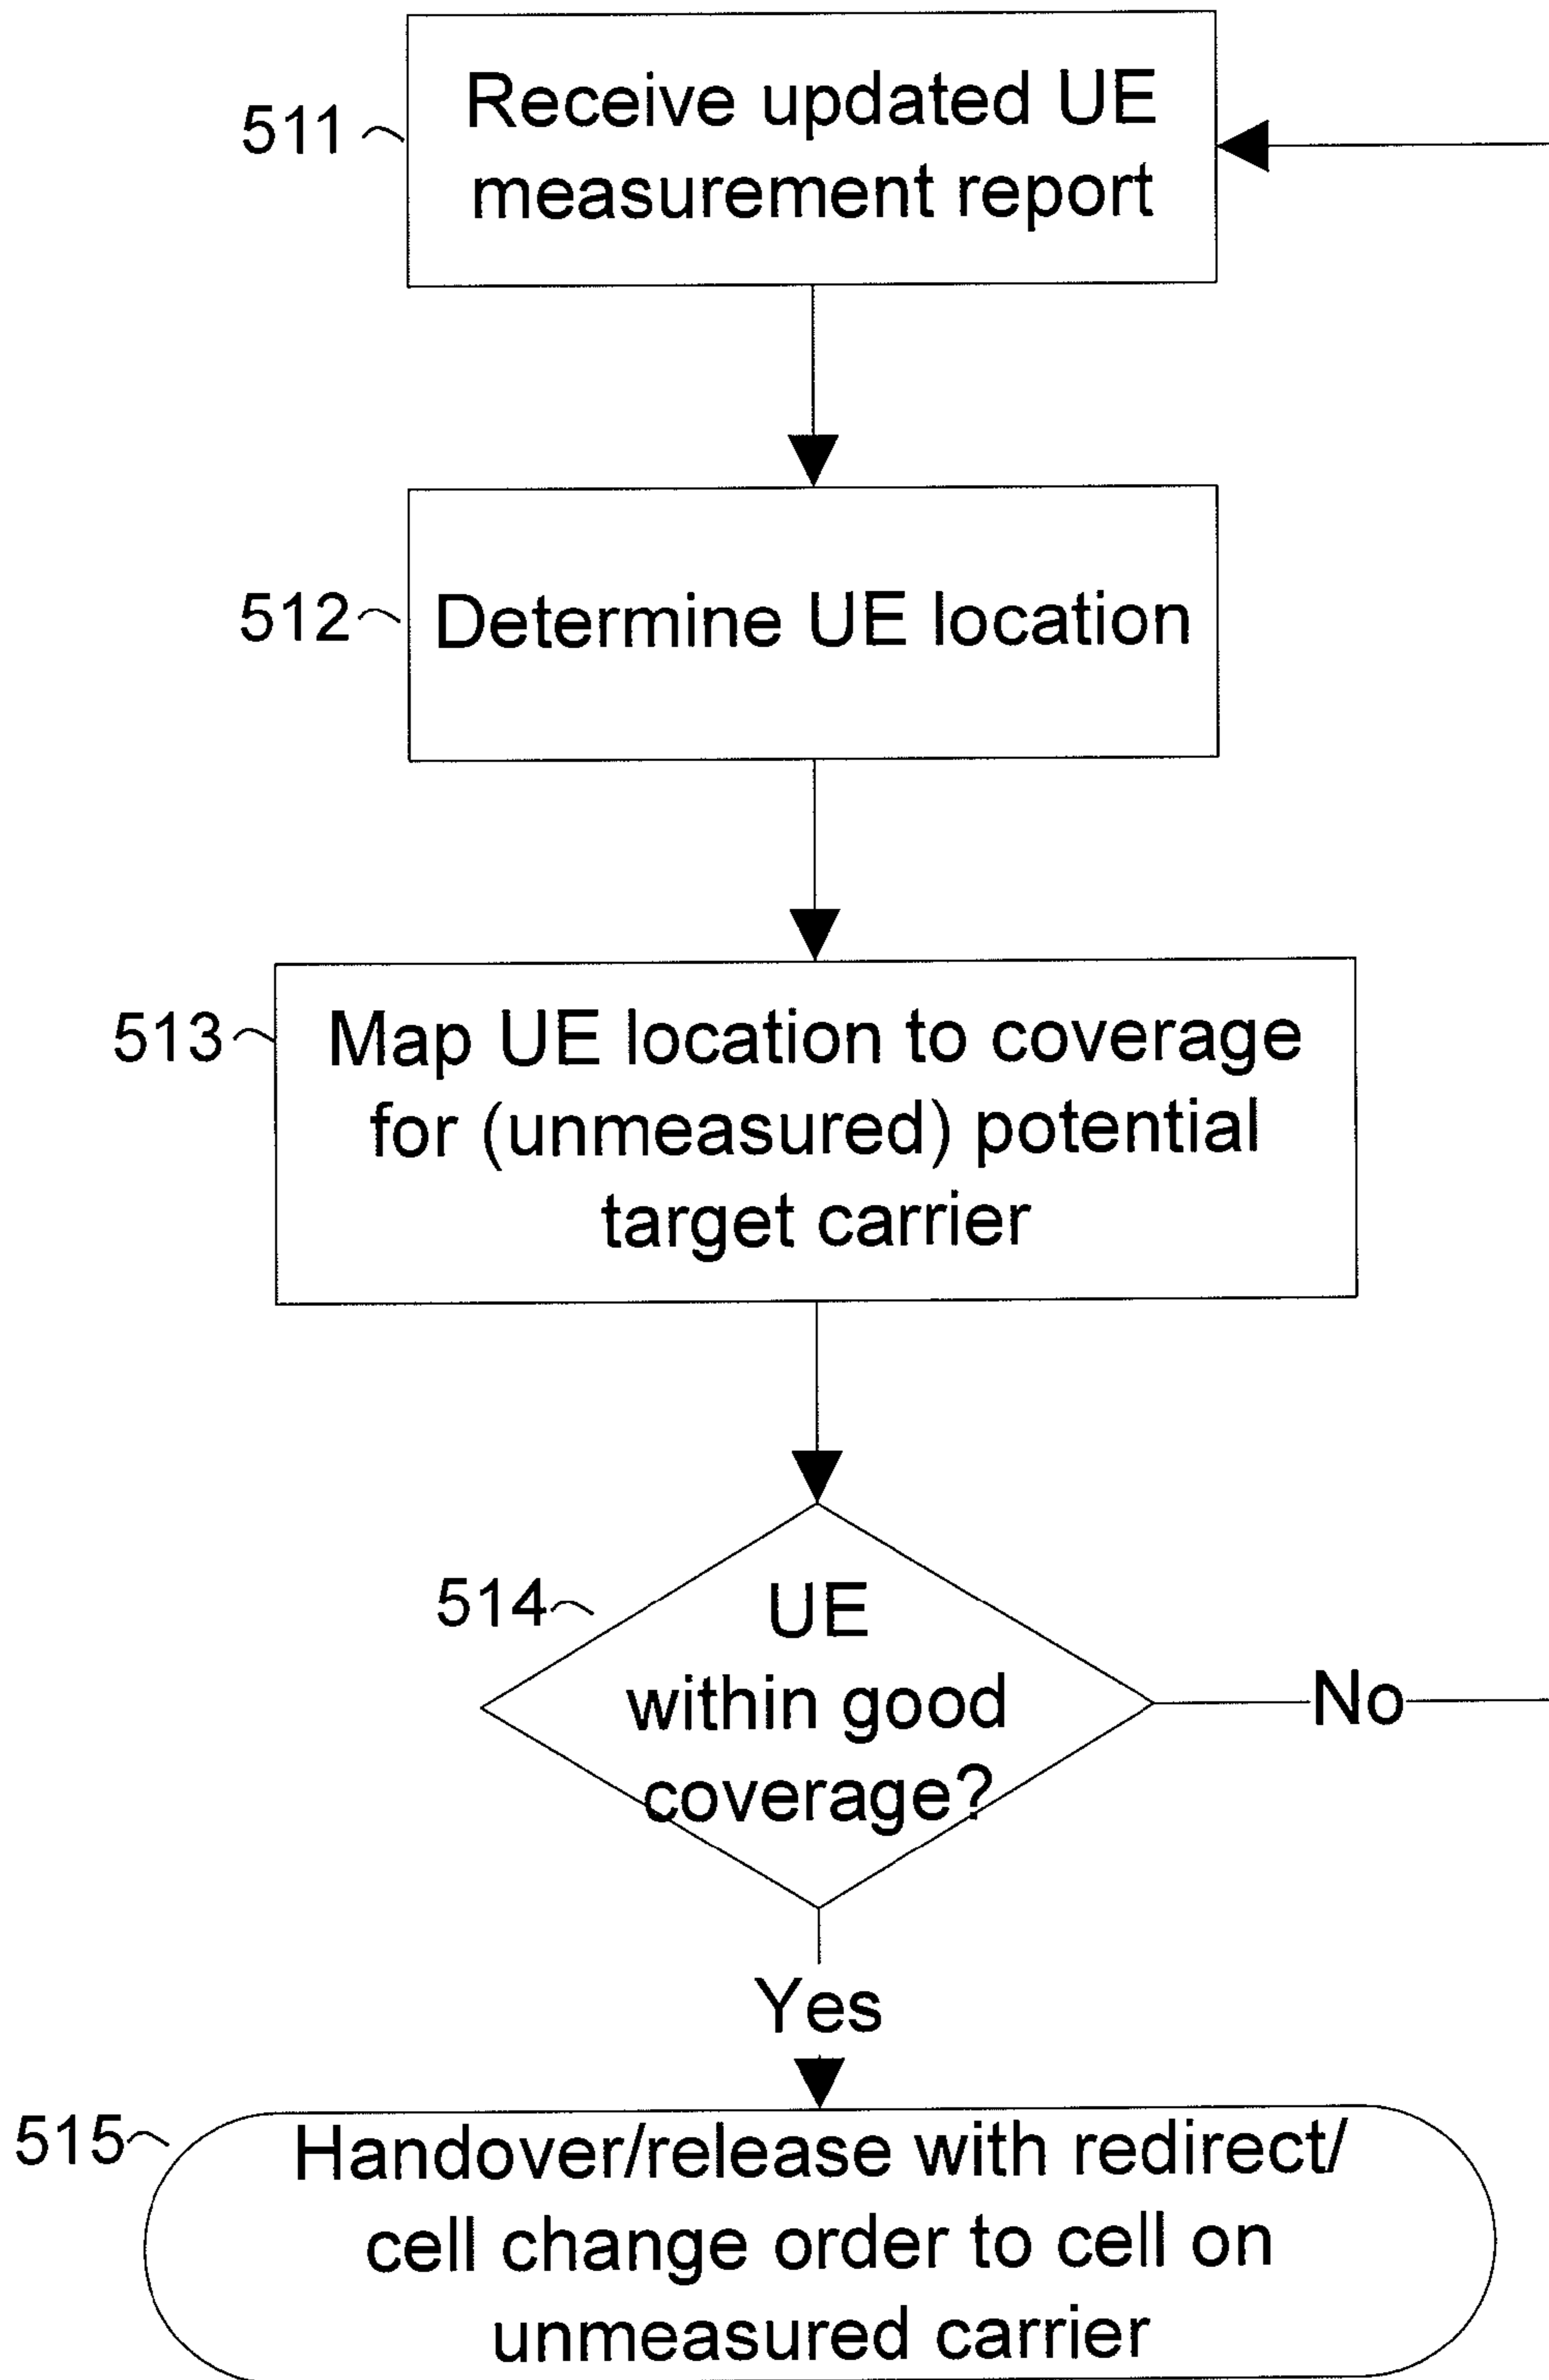 511
Receive updated UE
measurement report
512
Determine UE location
513
Map UE location to coverage
for (unmeasured) potential
target carrier
514
UE
within good
coverage?
No
Yes
515
Handover/release with redirect/
cell change order to cell on
unmeasured carrier